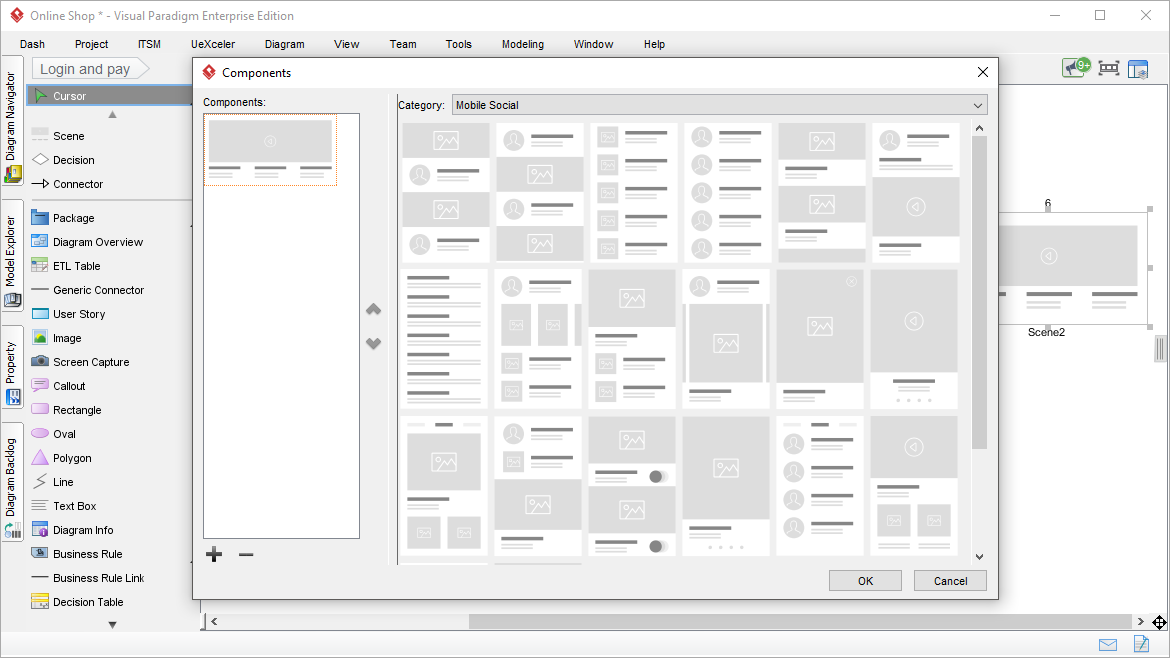 Online Shop * - Visual Paradigm Enterprise Edition
Dash Project ITSM UeXceler Diagram View Team Tools Modeling Window Help
Login and pay
9+
Diagram Navigator
Model Explorer
Property
Diagram Backlog
Cursor
Scene
Decision
Connector
Package
Diagram Overview
ETL Table
Generic Connector
User Story
Image
Screen Capture
Callout
Rectangle
Oval
Polygon
Line
Text Box
Diagram Info
Business Rule
Business Rule Link
Decision Table
Components
Components:
Category: Mobile Social
OK Cancel
6
Scene2